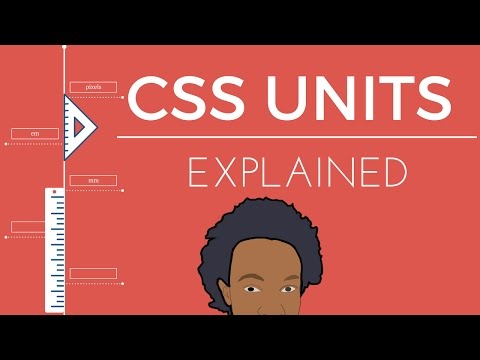 pixels
em
mm
CSS UNITS
EXPLAINED